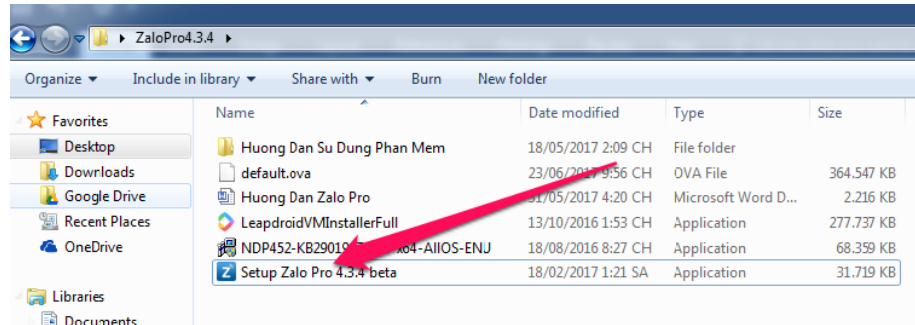 ZaloPro4.3.4
Organize Include in library Share with Burn New folder
Favorites
Desktop
Downloads
Google Drive
Recent Places
OneDrive
Libraries
Documents
Name Date modified Type Size
Huong Dan Su Dung Phan Mem 18/05/2017 2:09 CH File folder
default.ova 23/06/2017 9:56 CH OVA File 364.547 KB
Huong Dan Zalo Pro 31/05/2017 4:20 CH Microsoft Word D... 2.216 KB
LeapdroidVMInstallerFull 13/10/2016 1:53 CH Application 277.737 KB
NDP452-KB29019 x64-AllOS-ENU 18/08/2016 8:27 CH Application 68.359 KB
Setup Zalo Pro 4.3.4 beta 18/02/2017 1:21 SA Application 31.719 KB